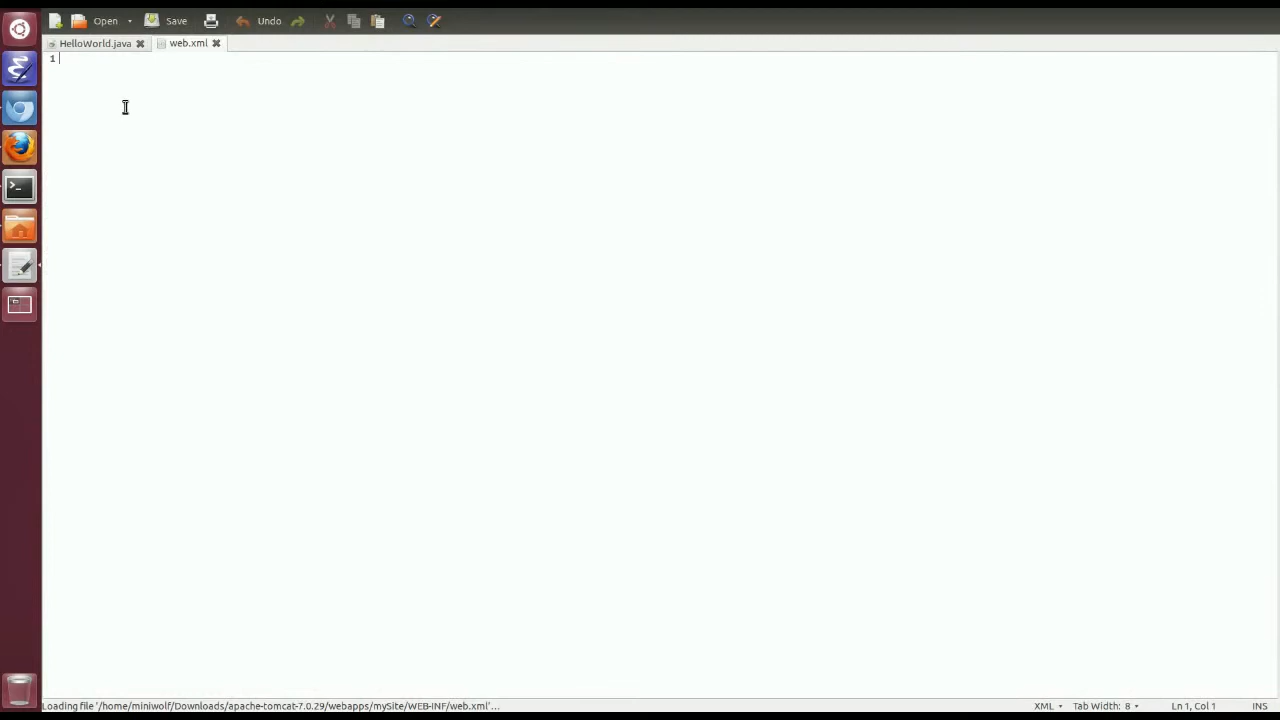 Open Save Undo
HelloWorld.java web.xml
1
Loading file '/home/miniwolf/Downloads/apache-tomcat-7.0.29/webapps/mySite/WEB-INF/web.xml'... XML Tab Width: 8 Ln 1, Col 1 INS